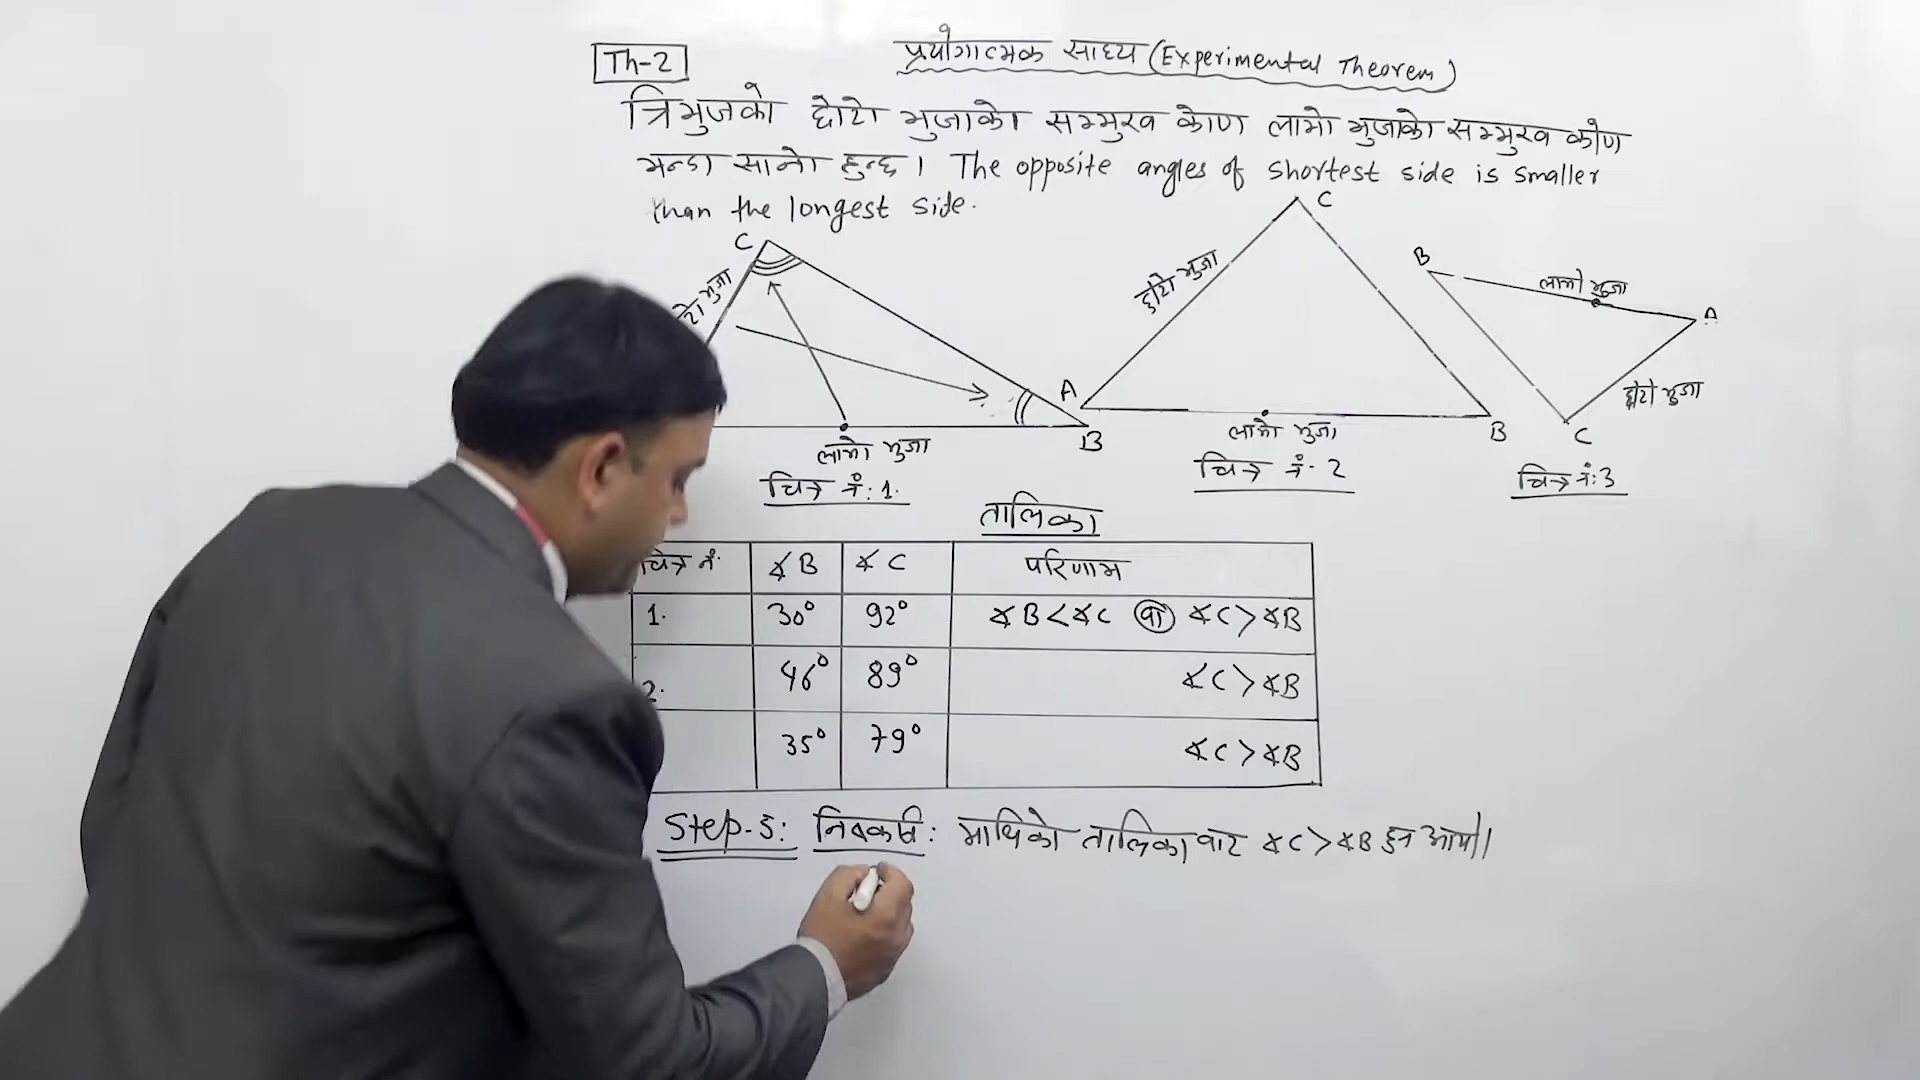 Th-2
प्रयोगात्मक साध्य (Experimental Theorem)
त्रिभुजको छोटो भुजाको सम्मुख कोण लामो भुजाको सम्मुख कोण
भन्दा सानो हुन्छ। The opposite angles of shortest side is smaller
than the longest side.
C
भुजा
B
लामो भुजा
चित्र नं: 1.
C
छोटो भुजा
A
B
लामो भुजा
चित्र नं. 2
B
लामो भुजा
A
छोटो भुजा
C
चित्र नं: 3
तालिका
चित्र नं. ∡B ∡C परिणाम
1. 30° 92° ∡B<∡C वा ∡C>∡B
2. 46° 89° ∡C>∡B
35° 79° ∡C>∡B
Step-5: निष्कर्ष: माथिको तालिका बाट ∡C>∡B हुन आयो।